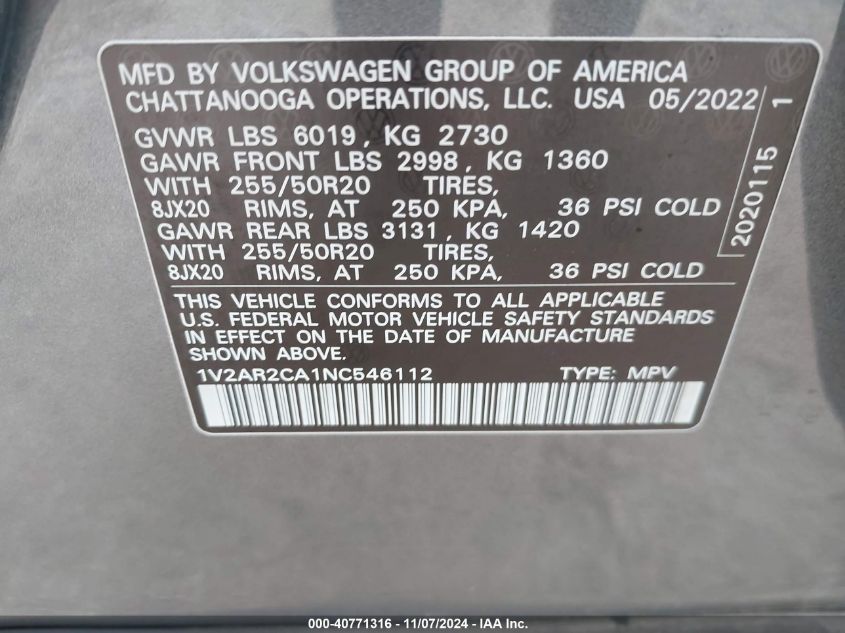 MFD BY VOLKSWAGEN GROUP OF AMERICA
CHATTANOOGA OPERATIONS, LLC. USA 05/2022
GVWR LBS 6019, KG 2730
GAWR FRONT LBS 2998, KG 1360
WITH 255/50R20 TIRES,
8JX20 RIMS, AT 250 KPA, 36 PSI COLD
GAWR REAR LBS 3131, KG 1420
WITH 255/50R20 TIRES,
8JX20 RIMS, AT 250 KPA, 36 PSI COLD
2020115 1
THIS VEHICLE CONFORMS TO ALL APPLICABLE
U.S. FEDERAL MOTOR VEHICLE SAFETY STANDARDS
IN EFFECT ON THE DATE OF MANUFACTURE
SHOWN ABOVE.
1V2AR2CA1NC546112 TYPE: MPV
000-40771316 - 11/07/2024 - IAA Inc.